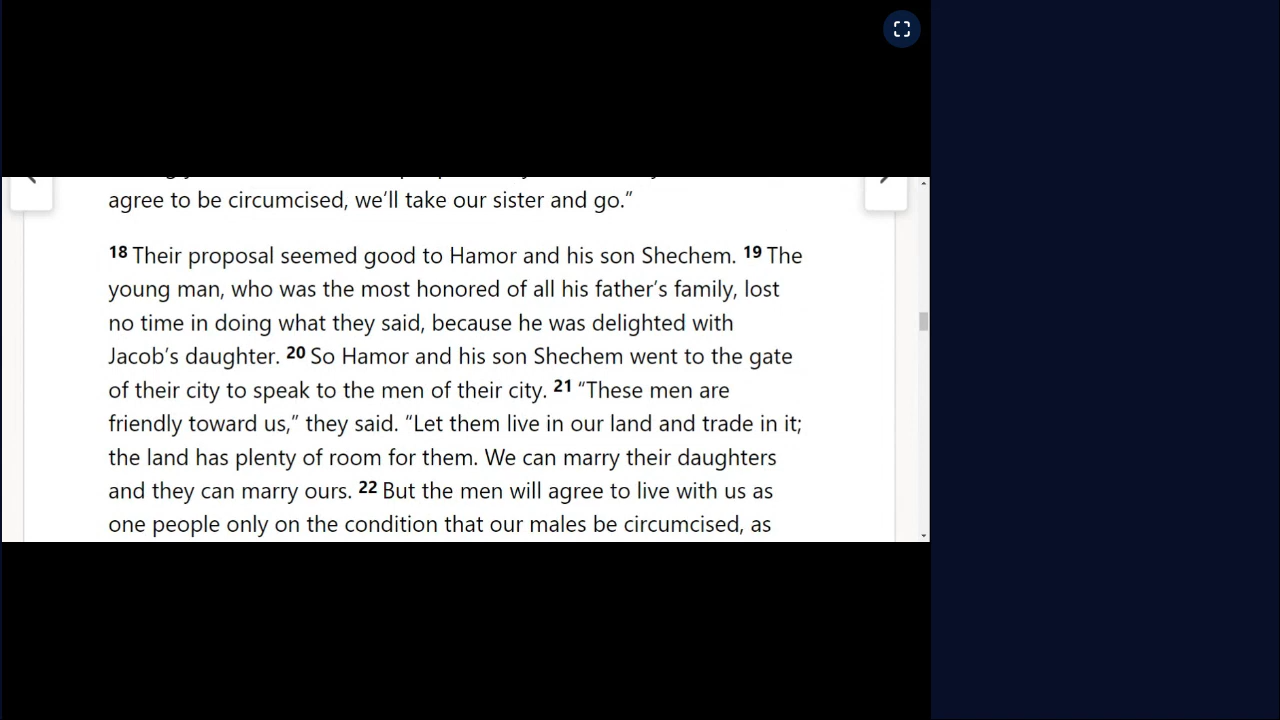 agree to be circumcised, we’ll take our sister and go.”
18 Their proposal seemed good to Hamor and his son Shechem. 19 The
young man, who was the most honored of all his father’s family, lost
no time in doing what they said, because he was delighted with
Jacob’s daughter. 20 So Hamor and his son Shechem went to the gate
of their city to speak to the men of their city. 21 “These men are
friendly toward us,” they said. “Let them live in our land and trade in it;
the land has plenty of room for them. We can marry their daughters
and they can marry ours. 22 But the men will agree to live with us as
one people only on the condition that our males be circumcised, as